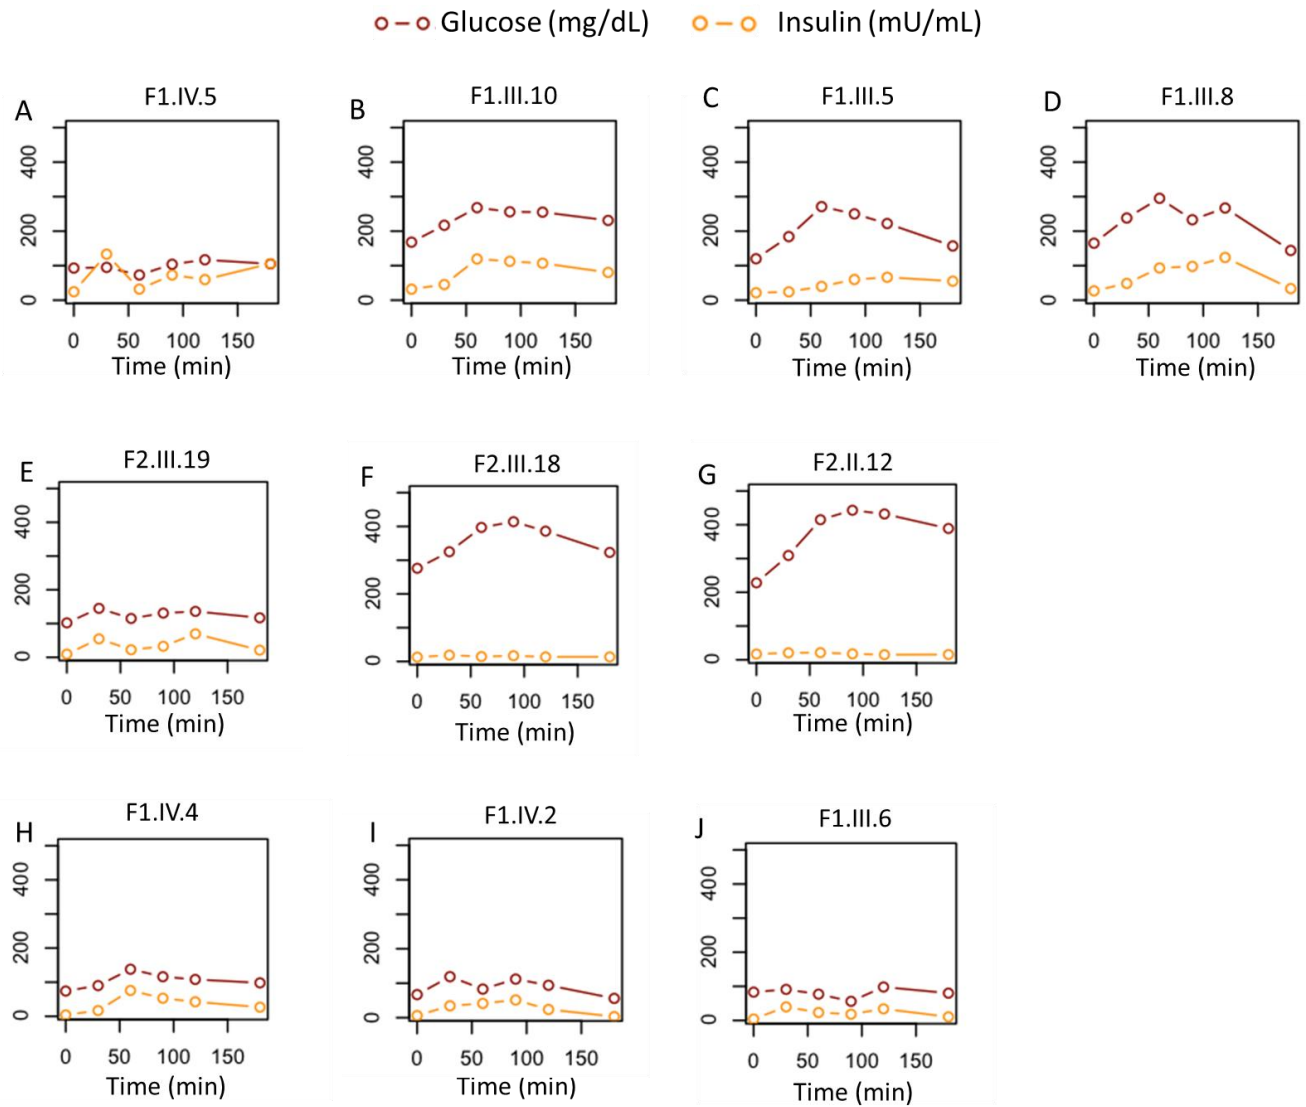 Glucose (mg/dL) Insulin (mU/mL)
A F1.IV.5
400
200
0
0 50 100 150
Time (min)
B F1.III.10
400
200
0
0 50 100 150
Time (min)
C F1.III.5
400
200
0
0 50 100 150
Time (min)
D F1.III.8
400
200
0
0 50 100 150
Time (min)
E F2.III.19
400
200
0
0 50 100 150
Time (min)
F F2.III.18
400
200
0
0 50 100 150
Time (min)
G F2.II.12
400
200
0
0 50 100 150
Time (min)
H F1.IV.4
400
200
0
0 50 100 150
Time (min)
I F1.IV.2
400
200
0
0 50 100 150
Time (min)
J F1.III.6
400
200
0
0 50 100 150
Time (min)